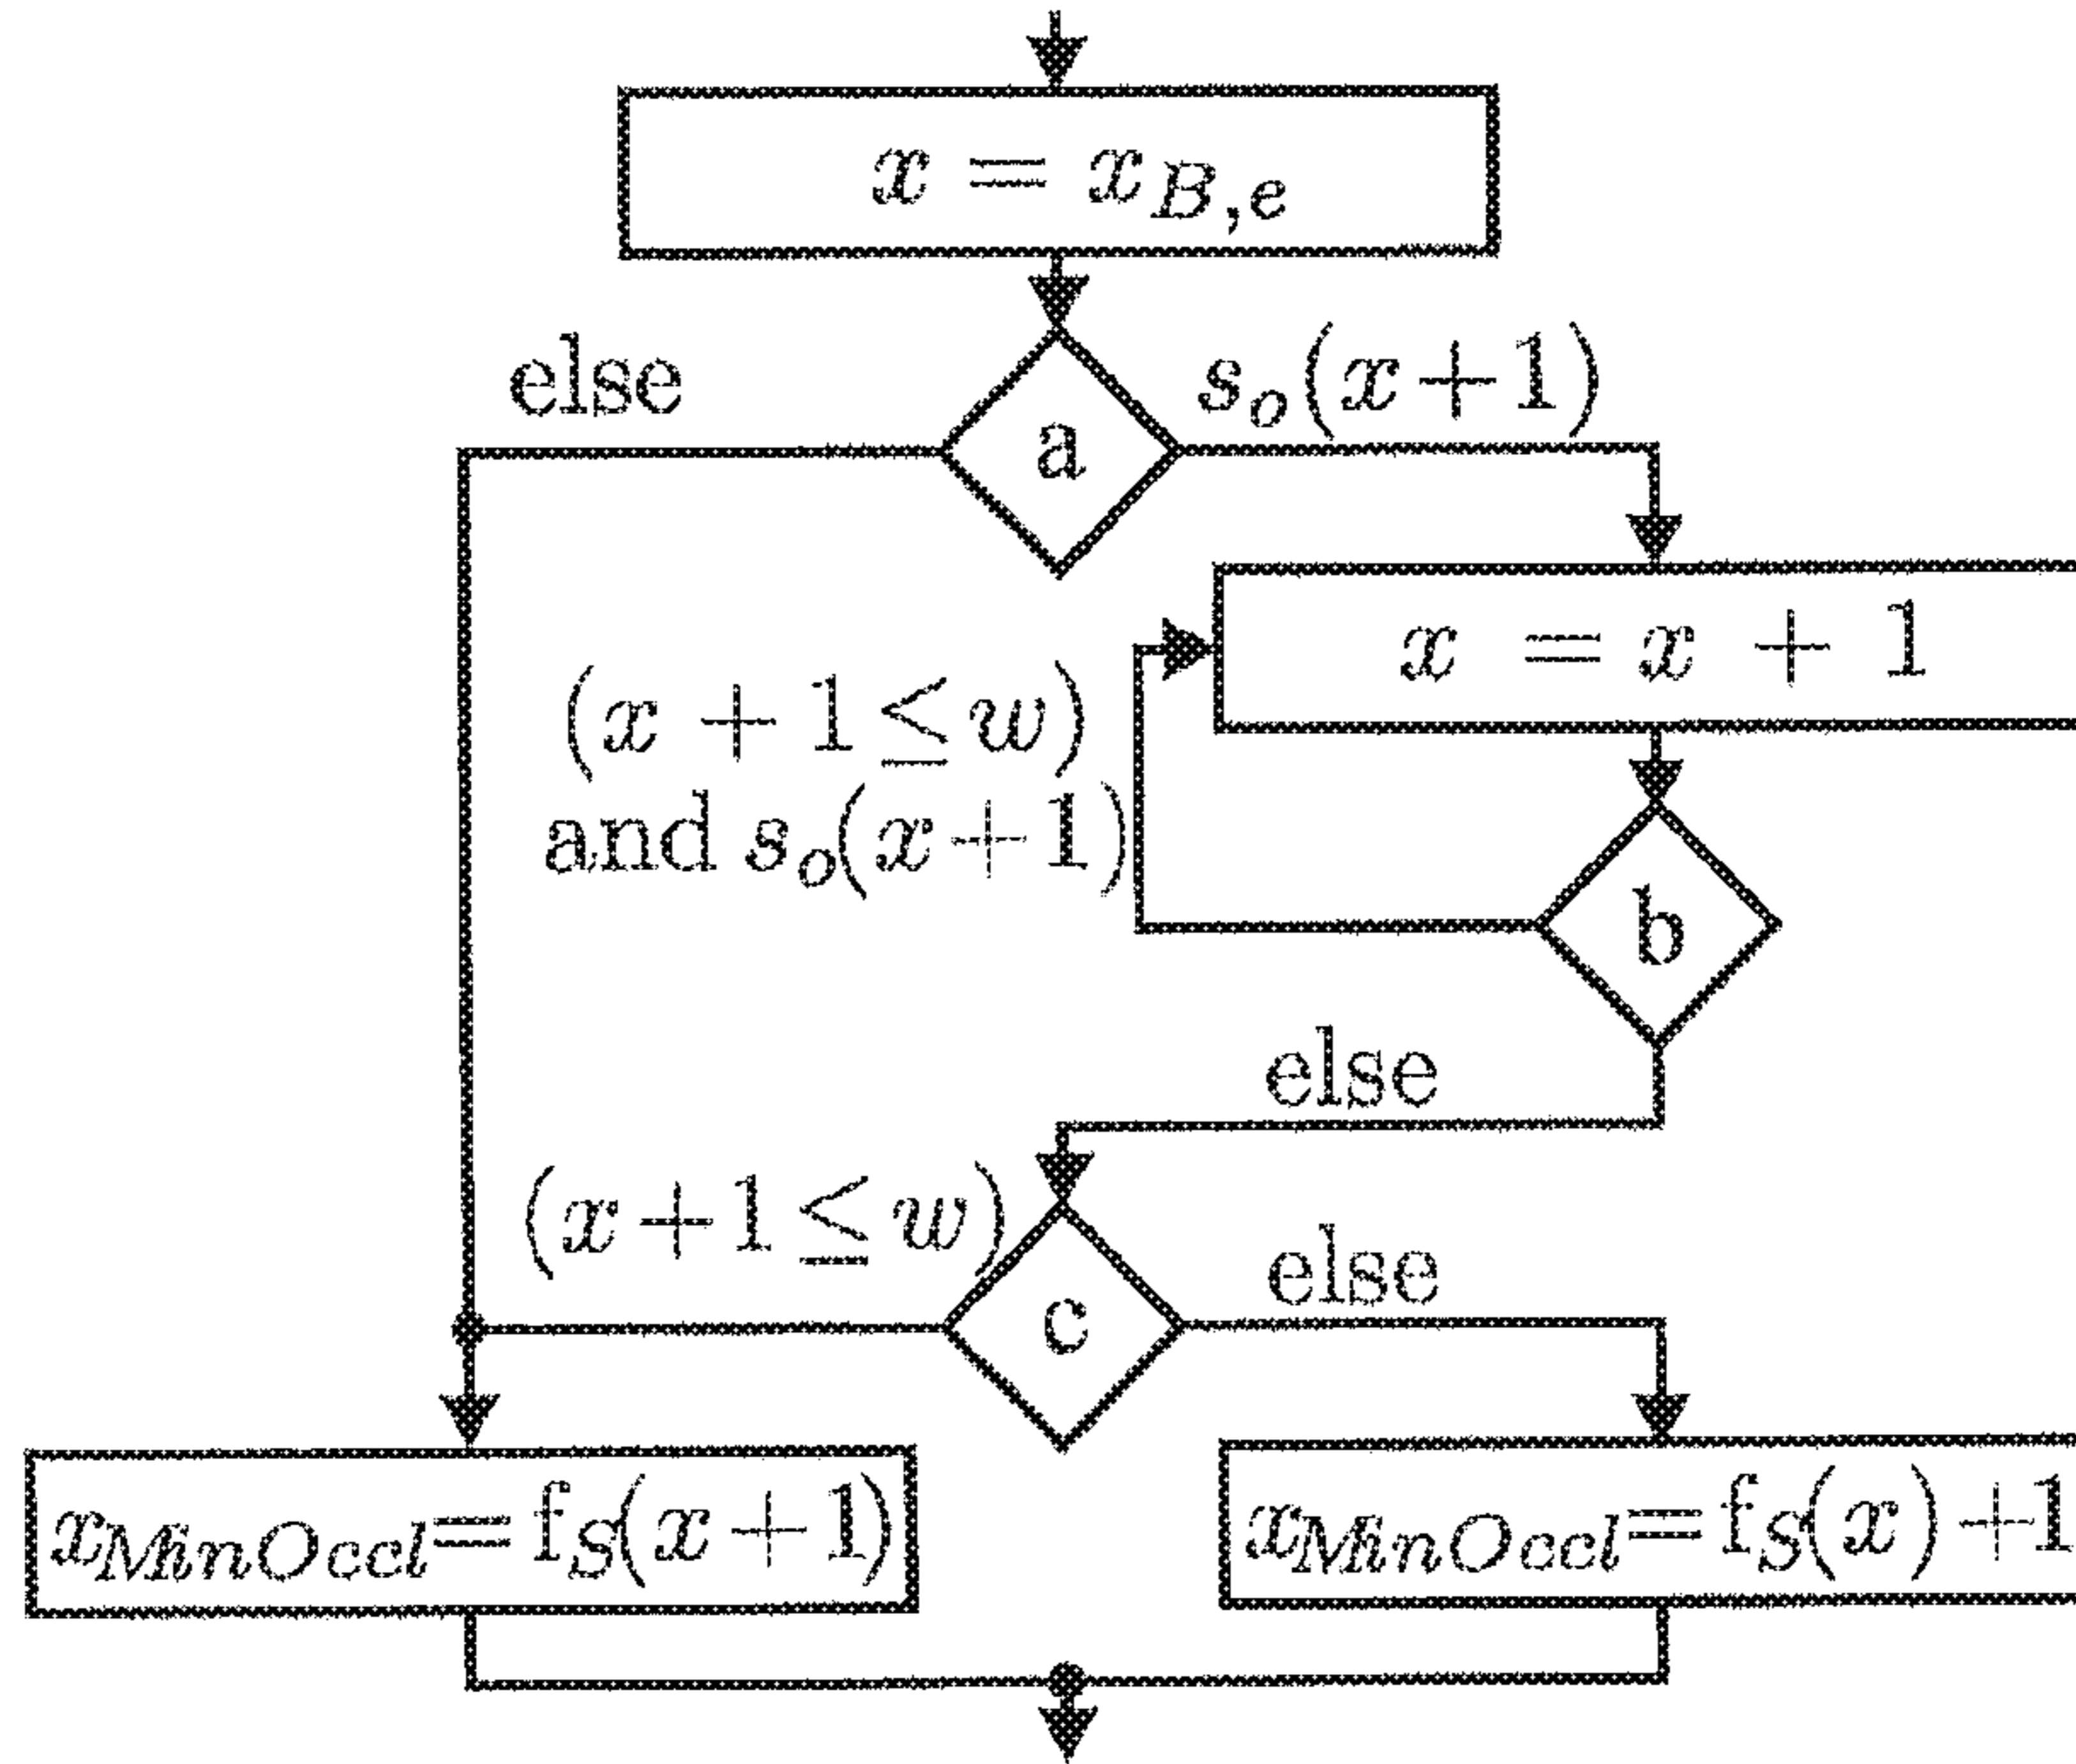 x = x_{B,e}
else
s_o(x+1)
a
x = x + 1
(x + 1 ≤ w)
and s_o(x+1)
b
else
(x+1 ≤ w)
else
c
x_{MinOccl} = f_S(x+1)
x_{MinOccl} = f_S(x)+1